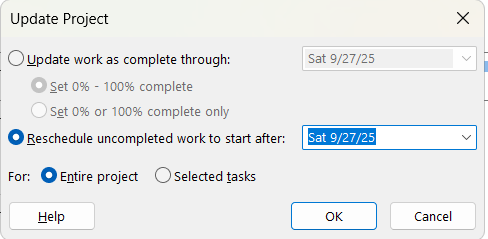 Update Project
Update work as complete through: Sat 9/27/25
Set 0% - 100% complete
Set 0% or 100% complete only
Reschedule uncompleted work to start after: Sat 9/27/25
For: Entire project Selected tasks
Help OK Cancel